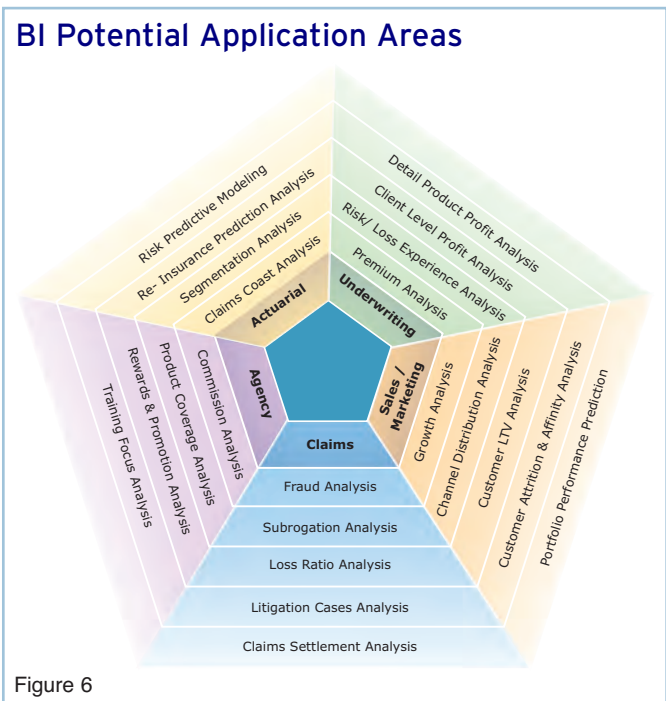 BI Potential Application Areas
Risk Predictive Modeling
Re- Insurance Prediction Analysis
Segmentation Analysis
Claims Coast Analysis
Actuarial
Detail Product Profit Analysis
Client Level Profit Analysis
Risk/ Loss Experience Analysis
Premium Analysis
Underwriting
Sales /
Marketing
Growth Analysis
Channel Distribution Analysis
Customer LTV Analysis
Customer Attrition & Affinity Analysis
Portfolio Performance Prediction
Agency
Commission Analysis
Product Coverage Analysis
Rewards & Promotion Analysis
Training Focus Analysis
Claims
Fraud Analysis
Subrogation Analysis
Loss Ratio Analysis
Litigation Cases Analysis
Claims Settlement Analysis
Figure 6